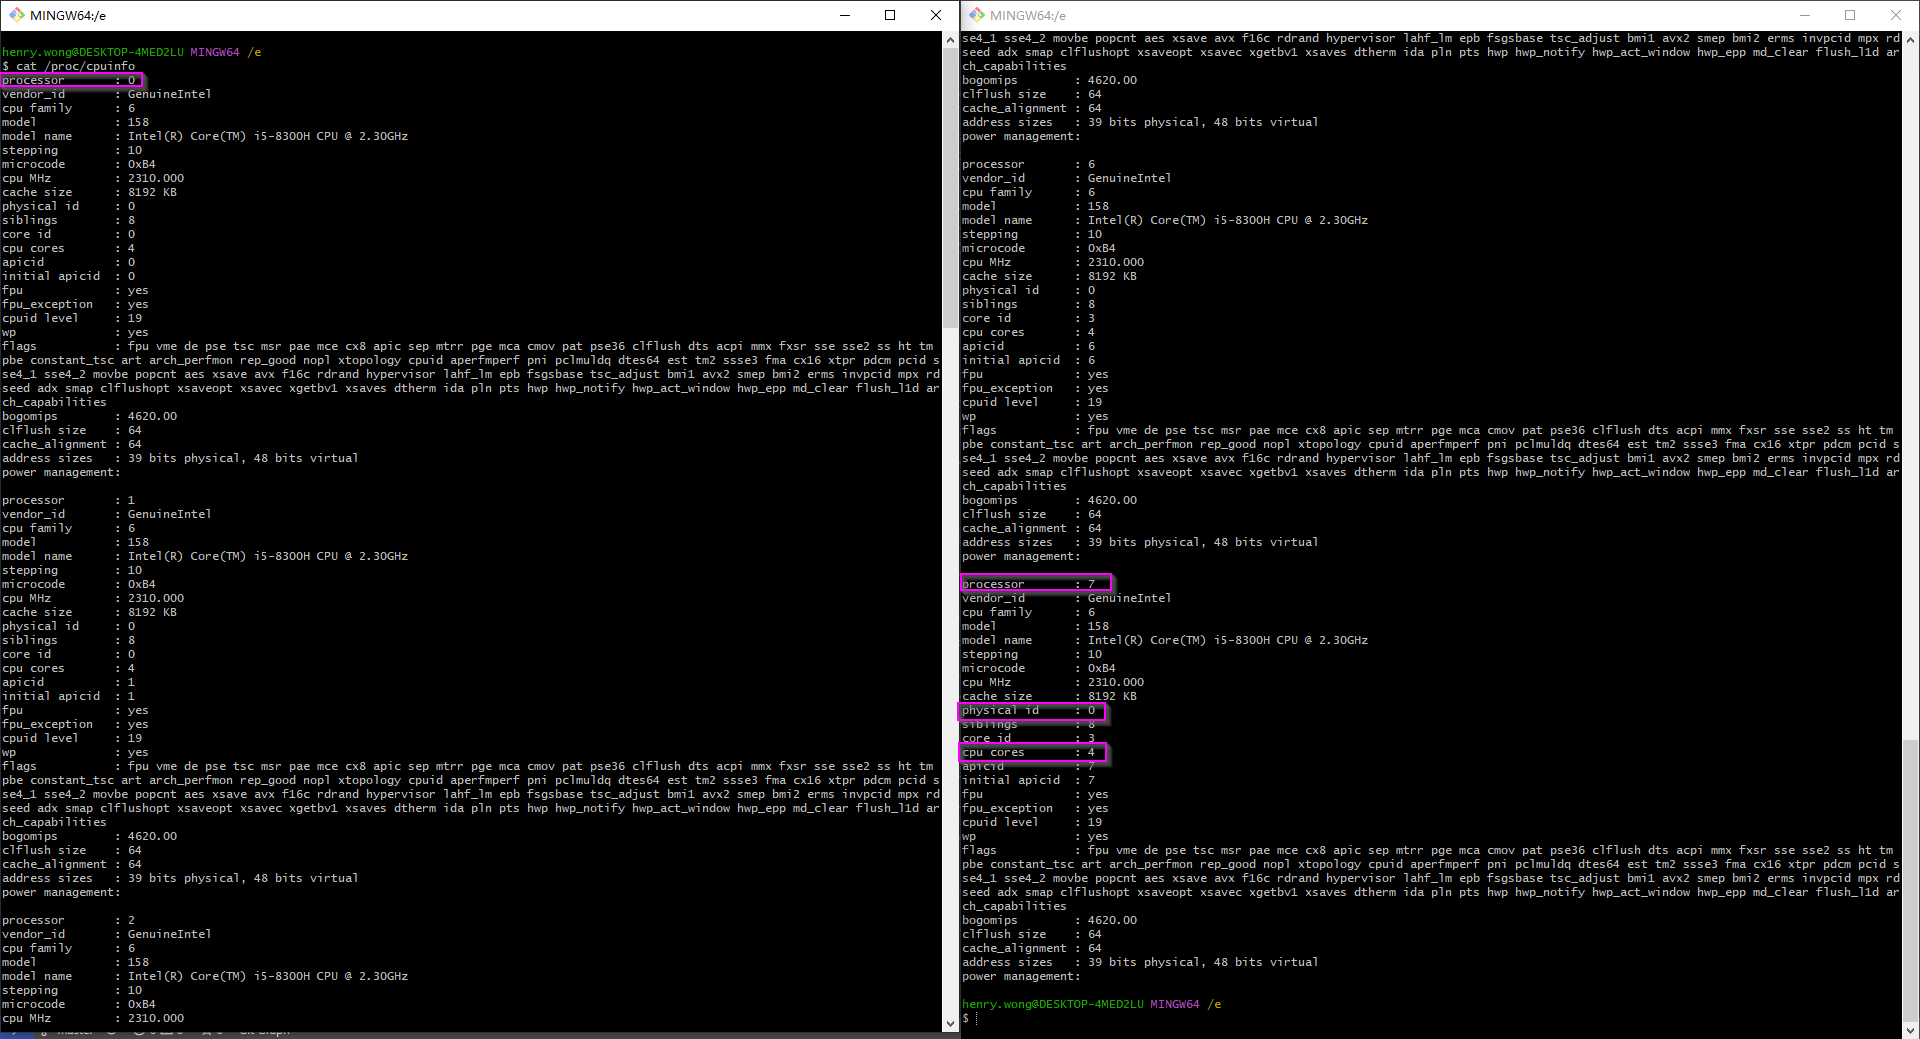 MINGW64:/e
henry.wong@DESKTOP-4MED2LU MINGW64 /e
$ cat /proc/cpuinfo
processor : 0
vendor_id : GenuineIntel
cpu family : 6
model : 158
model name : Intel(R) Core(TM) i5-8300H CPU @ 2.30GHz
stepping : 10
microcode : 0xB4
cpu MHz : 2310.000
cache size : 8192 KB
physical id : 0
siblings : 8
core id : 0
cpu cores : 4
apicid : 0
initial apicid : 0
fpu : yes
fpu_exception : yes
cpuid level : 19
wp : yes
flags : fpu vme de pse tsc msr pae mce cx8 apic sep mtrr pge mca cmov pat pse36 clflush dts acpi mmx fxsr sse sse2 ss ht tm
pbe constant_tsc art arch_perfmon rep_good nopl xtopology cpuid aperfmperf pni pclmuldq dtes64 est tm2 ssse3 fma cx16 xtpr pdcm pcid s
se4_1 sse4_2 movbe popcnt aes xsave avx f16c rdrand hypervisor lahf_lm epb fsgsbase tsc_adjust bmi1 avx2 smep bmi2 erms invpcid mpx rd
seed adx smap clflushopt xsaveopt xsavec xgetbv1 xsaves dtherm ida pln pts hwp hwp_notify hwp_act_window hwp_epp md_clear flush_l1d ar
ch_capabilities
bogomips : 4620.00
clflush size : 64
cache_alignment : 64
address sizes : 39 bits physical, 48 bits virtual
power management:
processor : 1
vendor_id : GenuineIntel
cpu family : 6
model : 158
model name : Intel(R) Core(TM) i5-8300H CPU @ 2.30GHz
stepping : 10
microcode : 0xB4
cpu MHz : 2310.000
cache size : 8192 KB
physical id : 0
siblings : 8
core id : 0
cpu cores : 4
apicid : 1
initial apicid : 1
fpu : yes
fpu_exception : yes
cpuid level : 19
wp : yes
flags : fpu vme de pse tsc msr pae mce cx8 apic sep mtrr pge mca cmov pat pse36 clflush dts acpi mmx fxsr sse sse2 ss ht tm
pbe constant_tsc art arch_perfmon rep_good nopl xtopology cpuid aperfmperf pni pclmuldq dtes64 est tm2 ssse3 fma cx16 xtpr pdcm pcid s
se4_1 sse4_2 movbe popcnt aes xsave avx f16c rdrand hypervisor lahf_lm epb fsgsbase tsc_adjust bmi1 avx2 smep bmi2 erms invpcid mpx rd
seed adx smap clflushopt xsaveopt xsavec xgetbv1 xsaves dtherm ida pln pts hwp hwp_notify hwp_act_window hwp_epp md_clear flush_l1d ar
ch_capabilities
bogomips : 4620.00
clflush size : 64
cache_alignment : 64
address sizes : 39 bits physical, 48 bits virtual
power management:
processor : 2
vendor_id : GenuineIntel
cpu family : 6
model : 158
model name : Intel(R) Core(TM) i5-8300H CPU @ 2.30GHz
stepping : 10
microcode : 0xB4
cpu MHz : 2310.000
MINGW64:/e
se4_1 sse4_2 movbe popcnt aes xsave avx f16c rdrand hypervisor lahf_lm epb fsgsbase tsc_adjust bmi1 avx2 smep bmi2 erms invpcid mpx rd
seed adx smap clflushopt xsaveopt xsavec xgetbv1 xsaves dtherm ida pln pts hwp hwp_notify hwp_act_window hwp_epp md_clear flush_l1d ar
ch_capabilities
bogomips : 4620.00
clflush size : 64
cache_alignment : 64
address sizes : 39 bits physical, 48 bits virtual
power management:
processor : 6
vendor_id : GenuineIntel
cpu family : 6
model : 158
model name : Intel(R) Core(TM) i5-8300H CPU @ 2.30GHz
stepping : 10
microcode : 0xB4
cpu MHz : 2310.000
cache size : 8192 KB
physical id : 0
siblings : 8
core id : 3
cpu cores : 4
apicid : 6
initial apicid : 6
fpu : yes
fpu_exception : yes
cpuid level : 19
wp : yes
flags : fpu vme de pse tsc msr pae mce cx8 apic sep mtrr pge mca cmov pat pse36 clflush dts acpi mmx fxsr sse sse2 ss ht tm
pbe constant_tsc art arch_perfmon rep_good nopl xtopology cpuid aperfmperf pni pclmuldq dtes64 est tm2 ssse3 fma cx16 xtpr pdcm pcid s
se4_1 sse4_2 movbe popcnt aes xsave avx f16c rdrand hypervisor lahf_lm epb fsgsbase tsc_adjust bmi1 avx2 smep bmi2 erms invpcid mpx rd
seed adx smap clflushopt xsaveopt xsavec xgetbv1 xsaves dtherm ida pln pts hwp hwp_notify hwp_act_window hwp_epp md_clear flush_l1d ar
ch_capabilities
bogomips : 4620.00
clflush size : 64
cache_alignment : 64
address sizes : 39 bits physical, 48 bits virtual
power management:
processor : 7
vendor_id : GenuineIntel
cpu family : 6
model : 158
model name : Intel(R) Core(TM) i5-8300H CPU @ 2.30GHz
stepping : 10
microcode : 0xB4
cpu MHz : 2310.000
cache size : 8192 KB
physical id : 0
siblings : 8
core id : 3
cpu cores : 4
apicid : 7
initial apicid : 7
fpu : yes
fpu_exception : yes
cpuid level : 19
wp : yes
flags : fpu vme de pse tsc msr pae mce cx8 apic sep mtrr pge mca cmov pat pse36 clflush dts acpi mmx fxsr sse sse2 ss ht tm
pbe constant_tsc art arch_perfmon rep_good nopl xtopology cpuid aperfmperf pni pclmuldq dtes64 est tm2 ssse3 fma cx16 xtpr pdcm pcid s
se4_1 sse4_2 movbe popcnt aes xsave avx f16c rdrand hypervisor lahf_lm epb fsgsbase tsc_adjust bmi1 avx2 smep bmi2 erms invpcid mpx rd
seed adx smap clflushopt xsaveopt xsavec xgetbv1 xsaves dtherm ida pln pts hwp hwp_notify hwp_act_window hwp_epp md_clear flush_l1d ar
ch_capabilities
bogomips : 4620.00
clflush size : 64
cache_alignment : 64
address sizes : 39 bits physical, 48 bits virtual
power management:
henry.wong@DESKTOP-4MED2LU MINGW64 /e
$